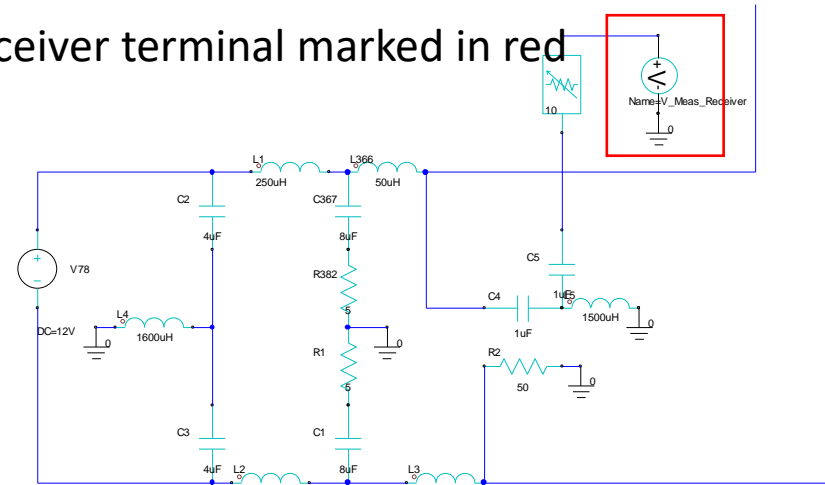 ceiver terminal marked in red
10
Name=V_Meas_Receiver
0
L1
L366
250uH
50uH
C2
C367
4uF
8uF
V78
R382
C5
5
L4
C4
1uF
L5
DC=12V
1600uH
1500uH
0
0
0
1uF
R1
R2
5
50
0
C3
C1
4uF
L2
8uF
L3